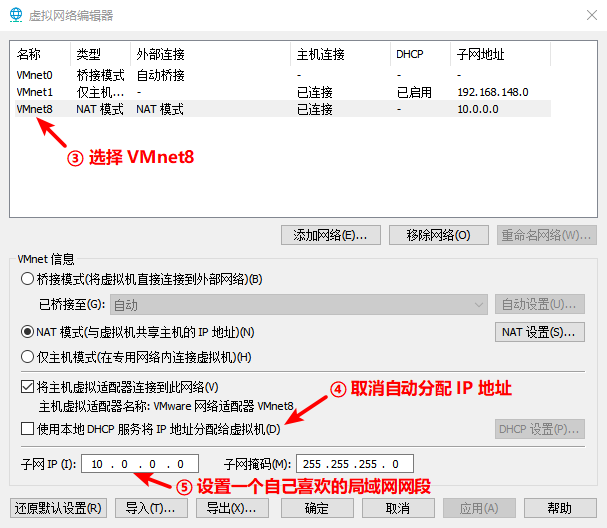 虚拟网络编辑器
名称 类型 外部连接 主机连接 DHCP 子网地址
VMnet0 桥接模式 自动桥接 - - -
VMnet1 仅主机... - 已连接 已启用 192.168.148.0
VMnet8 NAT 模式 NAT 模式 已连接 - 10.0.0.0
③ 选择 VMnet8
添加网络(E)... 移除网络(O) 重命名网络(W)...
VMnet 信息
桥接模式(将虚拟机直接连接到外部网络)(B)
已桥接至(G): 自动 自动设置(U)...
NAT 模式(与虚拟机共享主机的 IP 地址)(N) NAT 设置(S)...
仅主机模式(在专用网络内连接虚拟机)(H)
将主机虚拟适配器连接到此网络(V)
④ 取消自动分配 IP 地址
主机虚拟适配器名称: VMware 网络适配器 VMnet8
使用本地 DHCP 服务将 IP 地址分配给虚拟机(D) DHCP 设置(P)...
子网 IP (I): 10 . 0 . 0 . 0 子网掩码(M): 255 .255 .255 . 0
⑤ 设置一个自己喜欢的局域网网段
还原默认设置(R) 导入(T)... 导出(X)... 确定 取消 应用(A) 帮助